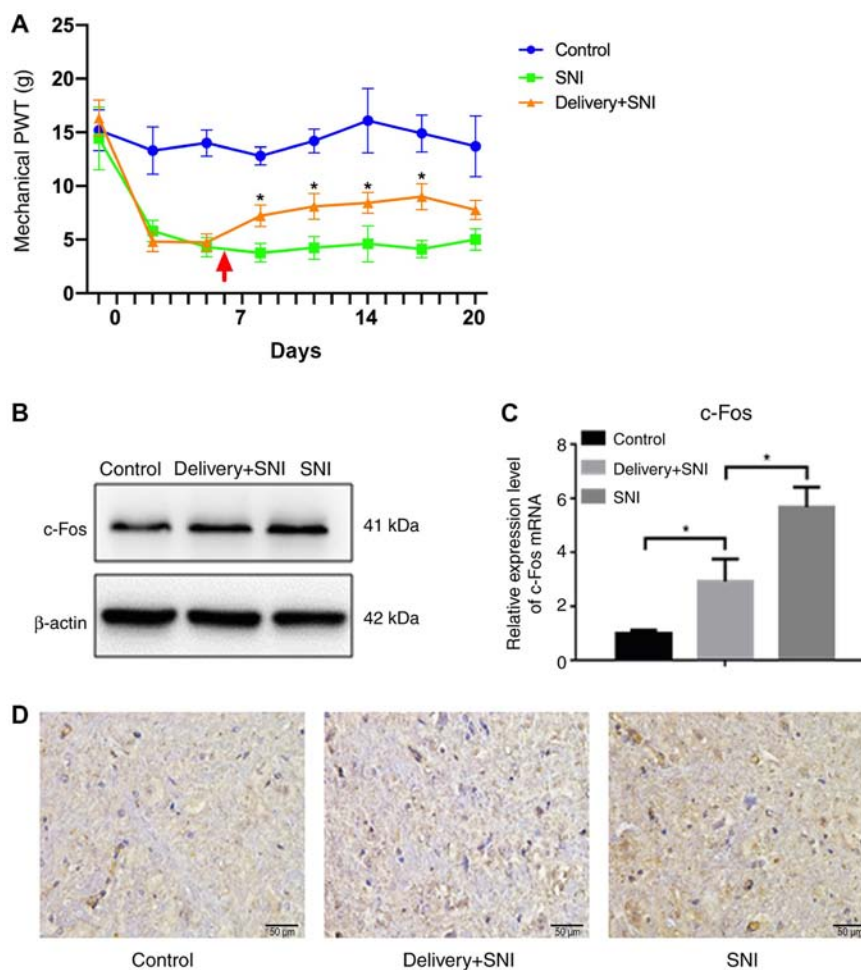 A
25
20
15
10
5
0
Mechanical PWT (g)
0 7 14 20
Days
Control
SNI
Delivery+SNI
*
*
*
*
B
Control Delivery+SNI SNI
c-Fos
41 kDa
β-actin
42 kDa
C
c-Fos
Control
Delivery+SNI
SNI
8
6
4
2
0
Relative expression level
of c-Fos mRNA
*
*
D
50 µm
50 µm
50 µm
Control Delivery+SNI SNI